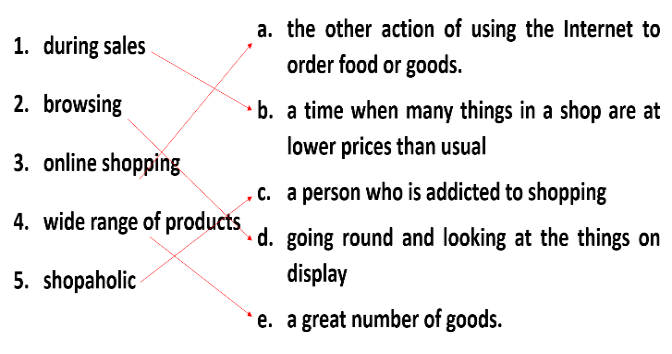 1. during sales
2. browsing
3. online shopping
4. wide range of products
5. shopaholic
a. the other action of using the Internet to
order food or goods.
b. a time when many things in a shop are at
lower prices than usual
c. a person who is addicted to shopping
d. going round and looking at the things on
display
e. a great number of goods.